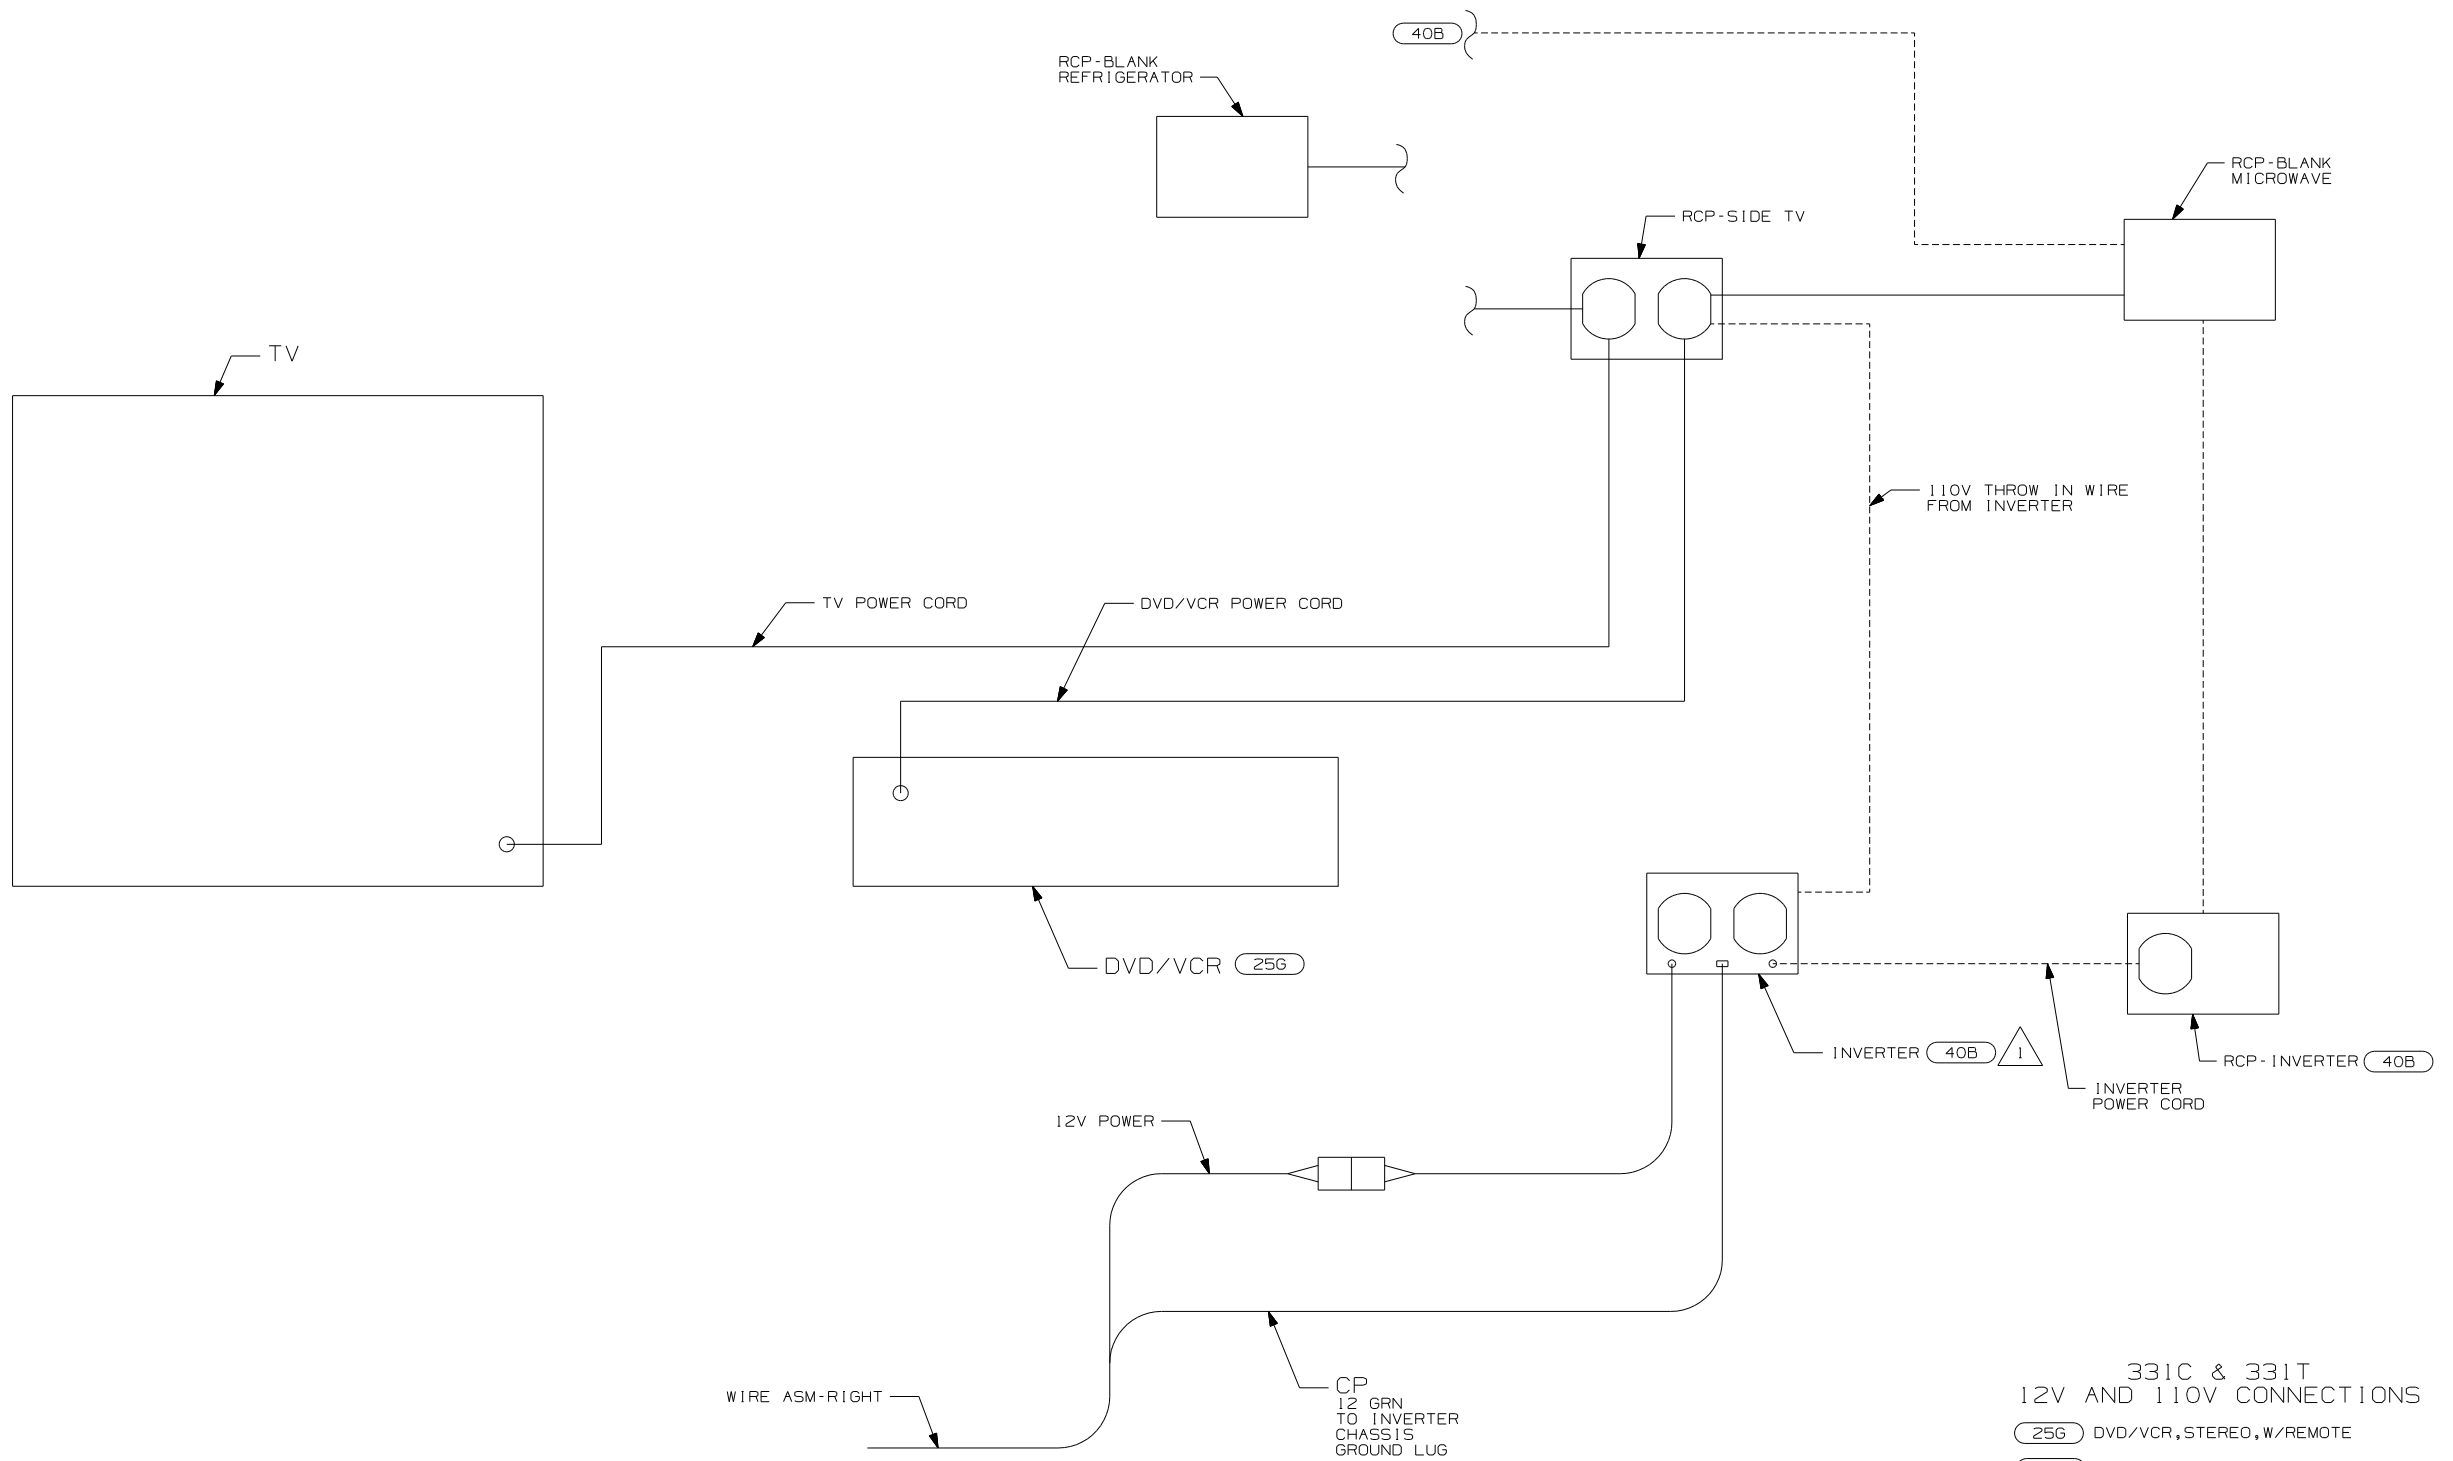 40B
RCP-BLANK
REFRIGERATOR
RCP-BLANK
MICROWAVE
RCP-SIDE TV
TV
110V THROW IN WIRE
FROM INVERTER
TV POWER CORD
DVD/VCR POWER CORD
DVD/VCR 25G
INVERTER 40B 1
RCP-INVERTER 40B
INVERTER
POWER CORD
12V POWER
WIRE ASM-RIGHT
CP
12 GRN
TO INVERTER
CHASSIS
GROUND LUG
331C & 331T
12V AND 110V CONNECTIONS
25G DVD/VCR,STEREO,W/REMOTE